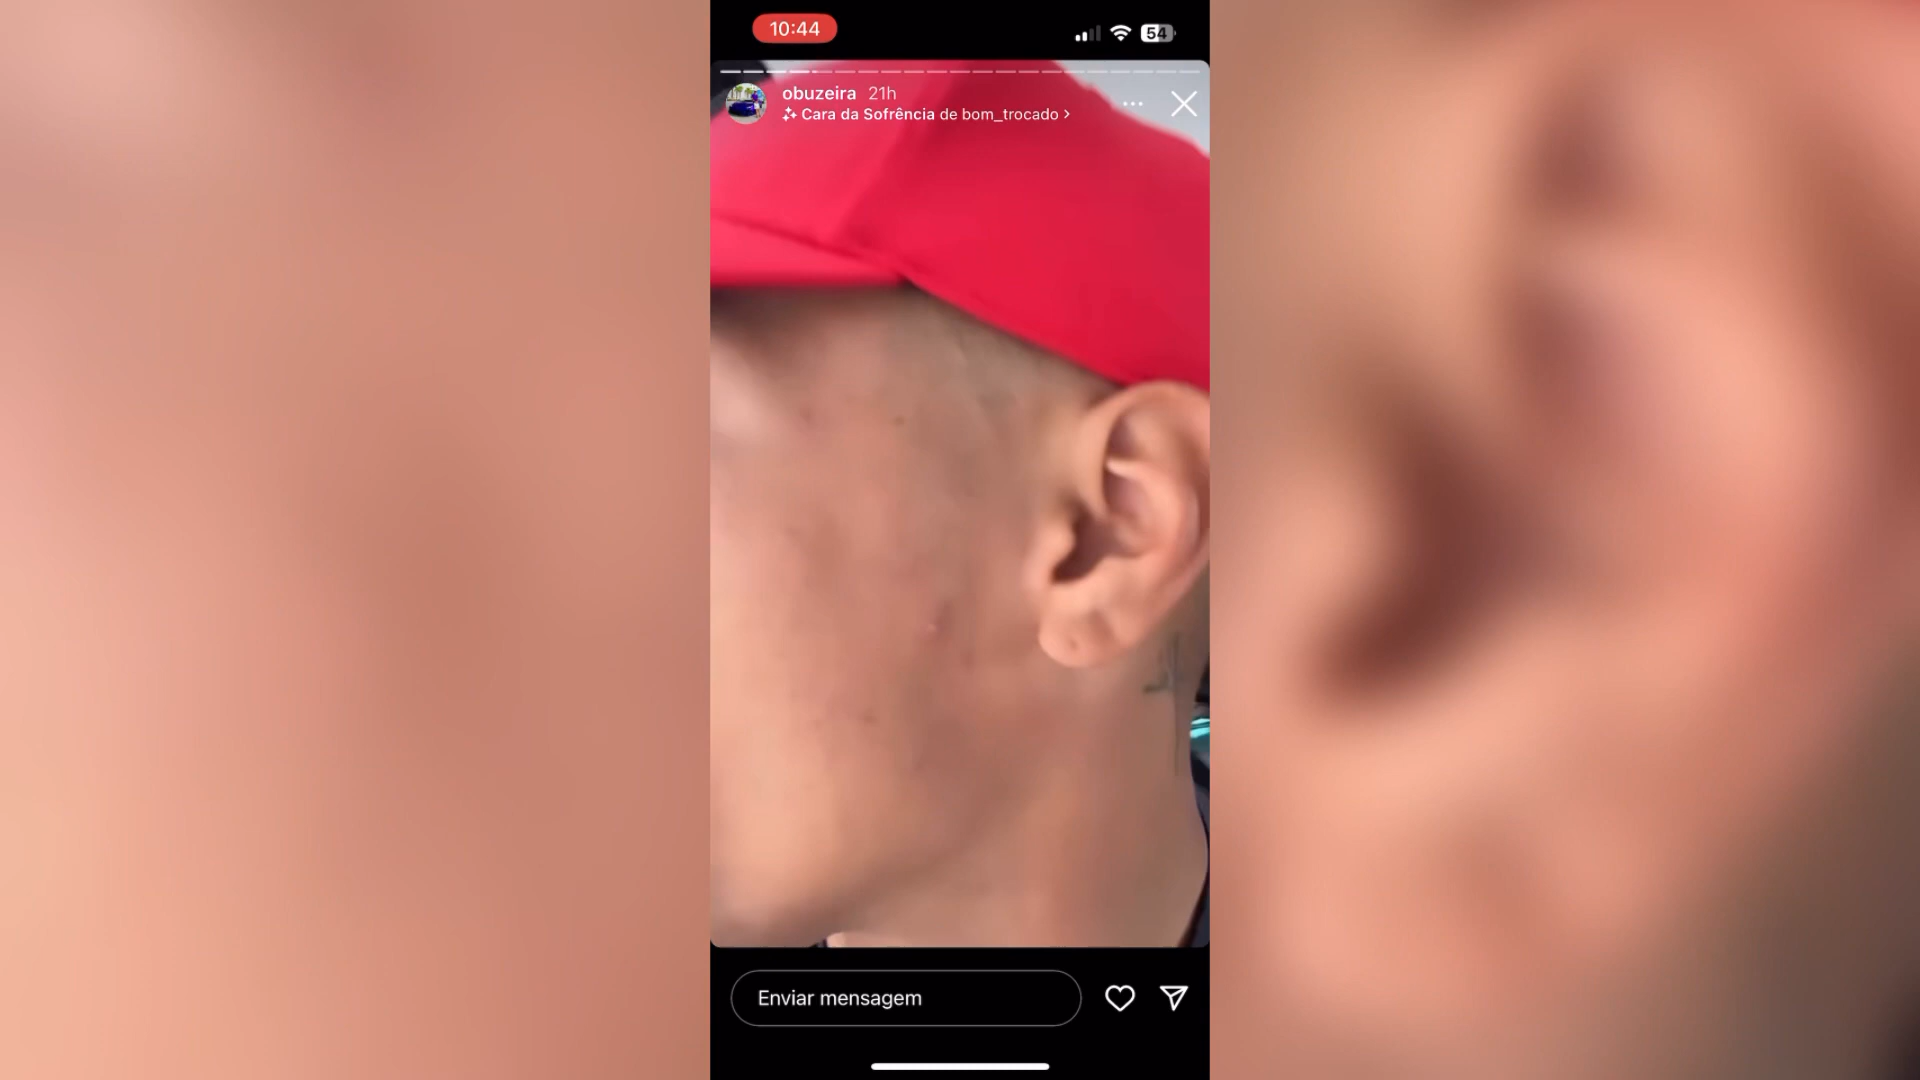 10:44
54
obuzeira 21h
Cara da Sofrência de bom_trocado >
Enviar mensagem